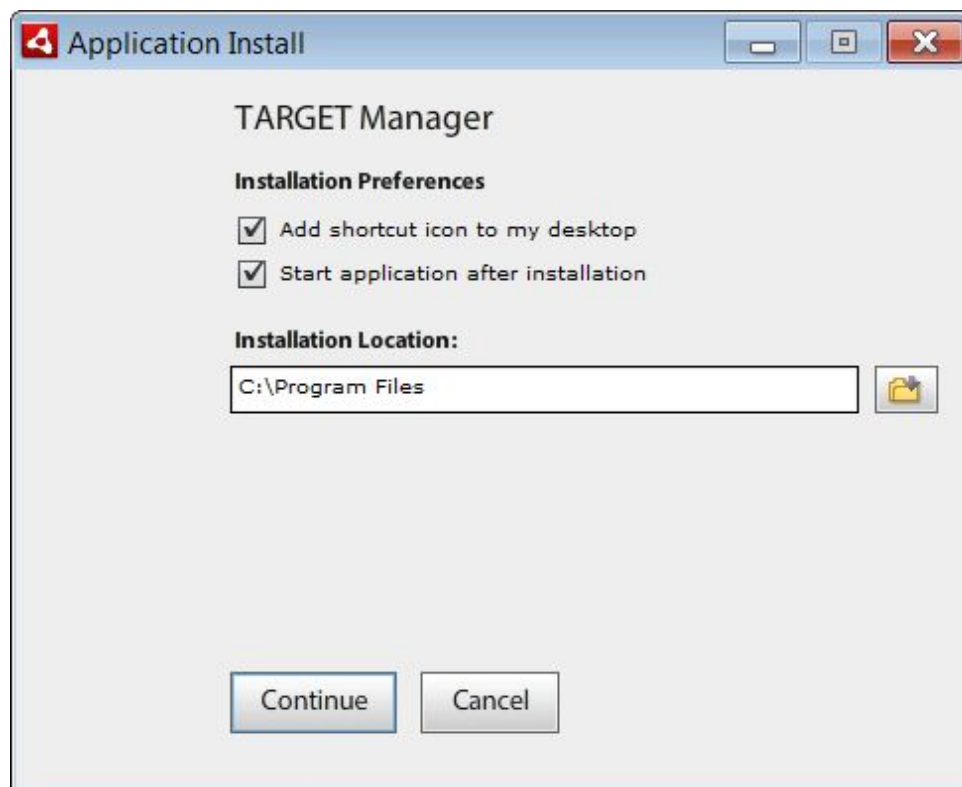 Application Install
TARGET Manager
Installation Preferences
Add shortcut icon to my desktop
Start application after installation
Installation Location:
C:\Program Files
Continue Cancel